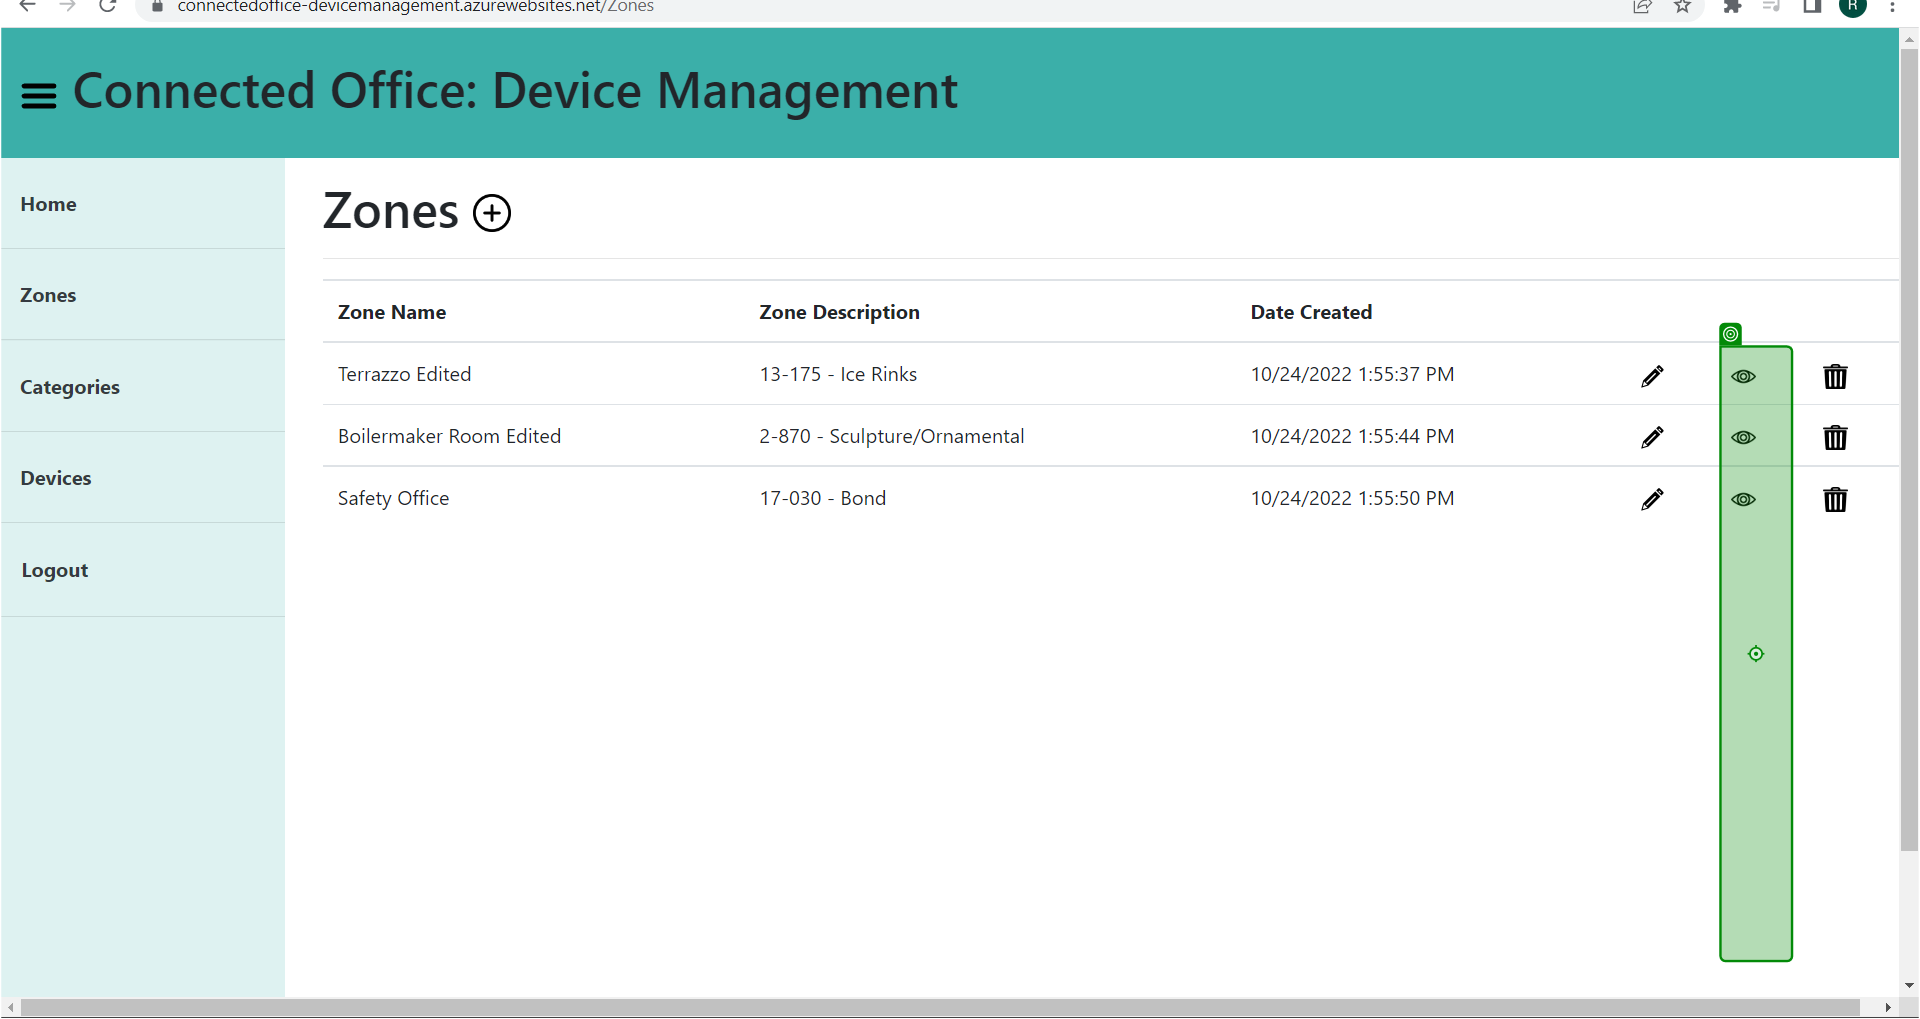 connectedoffice-devicemanagement.azurewebsites.net/Zones
R
Connected Office: Device Management
Home
Zones
Categories
Devices
Logout
Zones
Zone Name Zone Description Date Created
Terrazzo Edited 13-175 - Ice Rinks 10/24/2022 1:55:37 PM
Boilermaker Room Edited 2-870 - Sculpture/Ornamental 10/24/2022 1:55:44 PM
Safety Office 17-030 - Bond 10/24/2022 1:55:50 PM